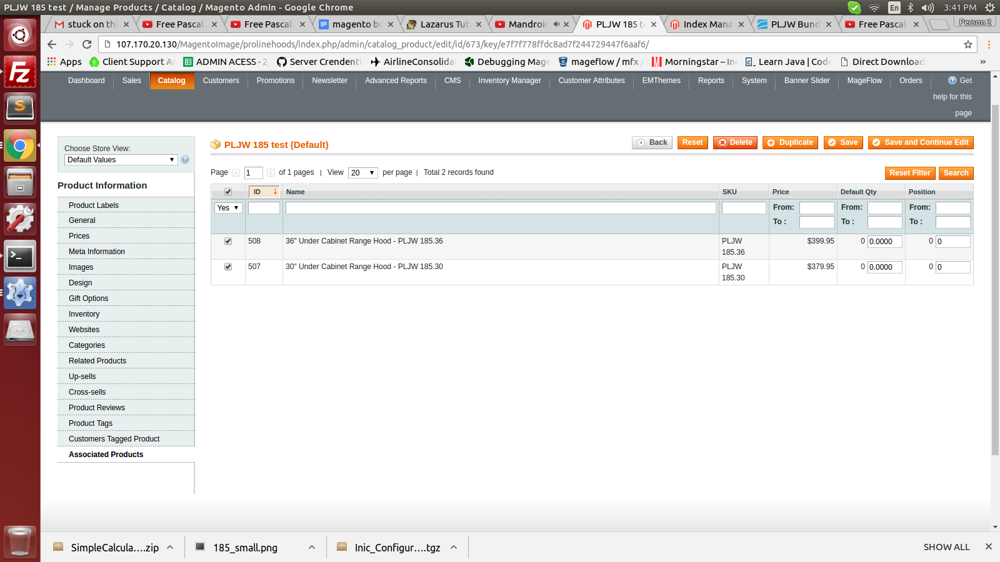 PLJW 185 test / Manage Products / Catalog / Magento Admin - Google Chrome
En
3:41 PM
stuck on thi
Free Pascal
Free Pascal
magento bu
Lazarus Tut
Mandroid
PLJW 185 t
Index Mana
PLJW Bund
Free Pascal
Person 2
107.170.20.130/MagentoImage/prolinehoods/index.php/admin/catalog_product/edit/id/673/key/e7f7f778ffdc8ad7f244729447f6aaf6/
Apps
Client Support A
ADMIN ACESS - 2
Server Crendenti
AirlineConsolida
Debugging Mage
mageflow / mfx /
Morningstar – In
Learn Java | Code
Direct Download
»
Dashboard
Sales
Catalog
Customers
Promotions
Newsletter
Advanced Reports
CMS
Inventory Manager
Customer Attributes
EMThemes
Reports
System
Banner Slider
MageFlow
Orders
Get
help for this
page
Choose Store View:
Default Values
Product Information
Product Labels
General
Prices
Meta Information
Images
Design
Gift Options
Inventory
Websites
Categories
Related Products
Up-sells
Cross-sells
Product Reviews
Product Tags
Customers Tagged Product
Associated Products
PLJW 185 test (Default)
Back
Reset
Delete
Duplicate
Save
Save and Continue Edit
Page 1 of 1 pages | View 20 per page | Total 2 records found
Reset Filter
Search
ID
Name
SKU
Price
Default Qty
Position
Yes
From:
From:
From:
To :
To :
To :
508
36" Under Cabinet Range Hood - PLJW 185.36
PLJW
185.36
$399.95
0 0.0000
0 0
507
30" Under Cabinet Range Hood - PLJW 185.30
PLJW
185.30
$379.95
0 0.0000
0 0
SimpleCalcula....zip
185_small.png
Inic_Configur....tgz
SHOW ALL